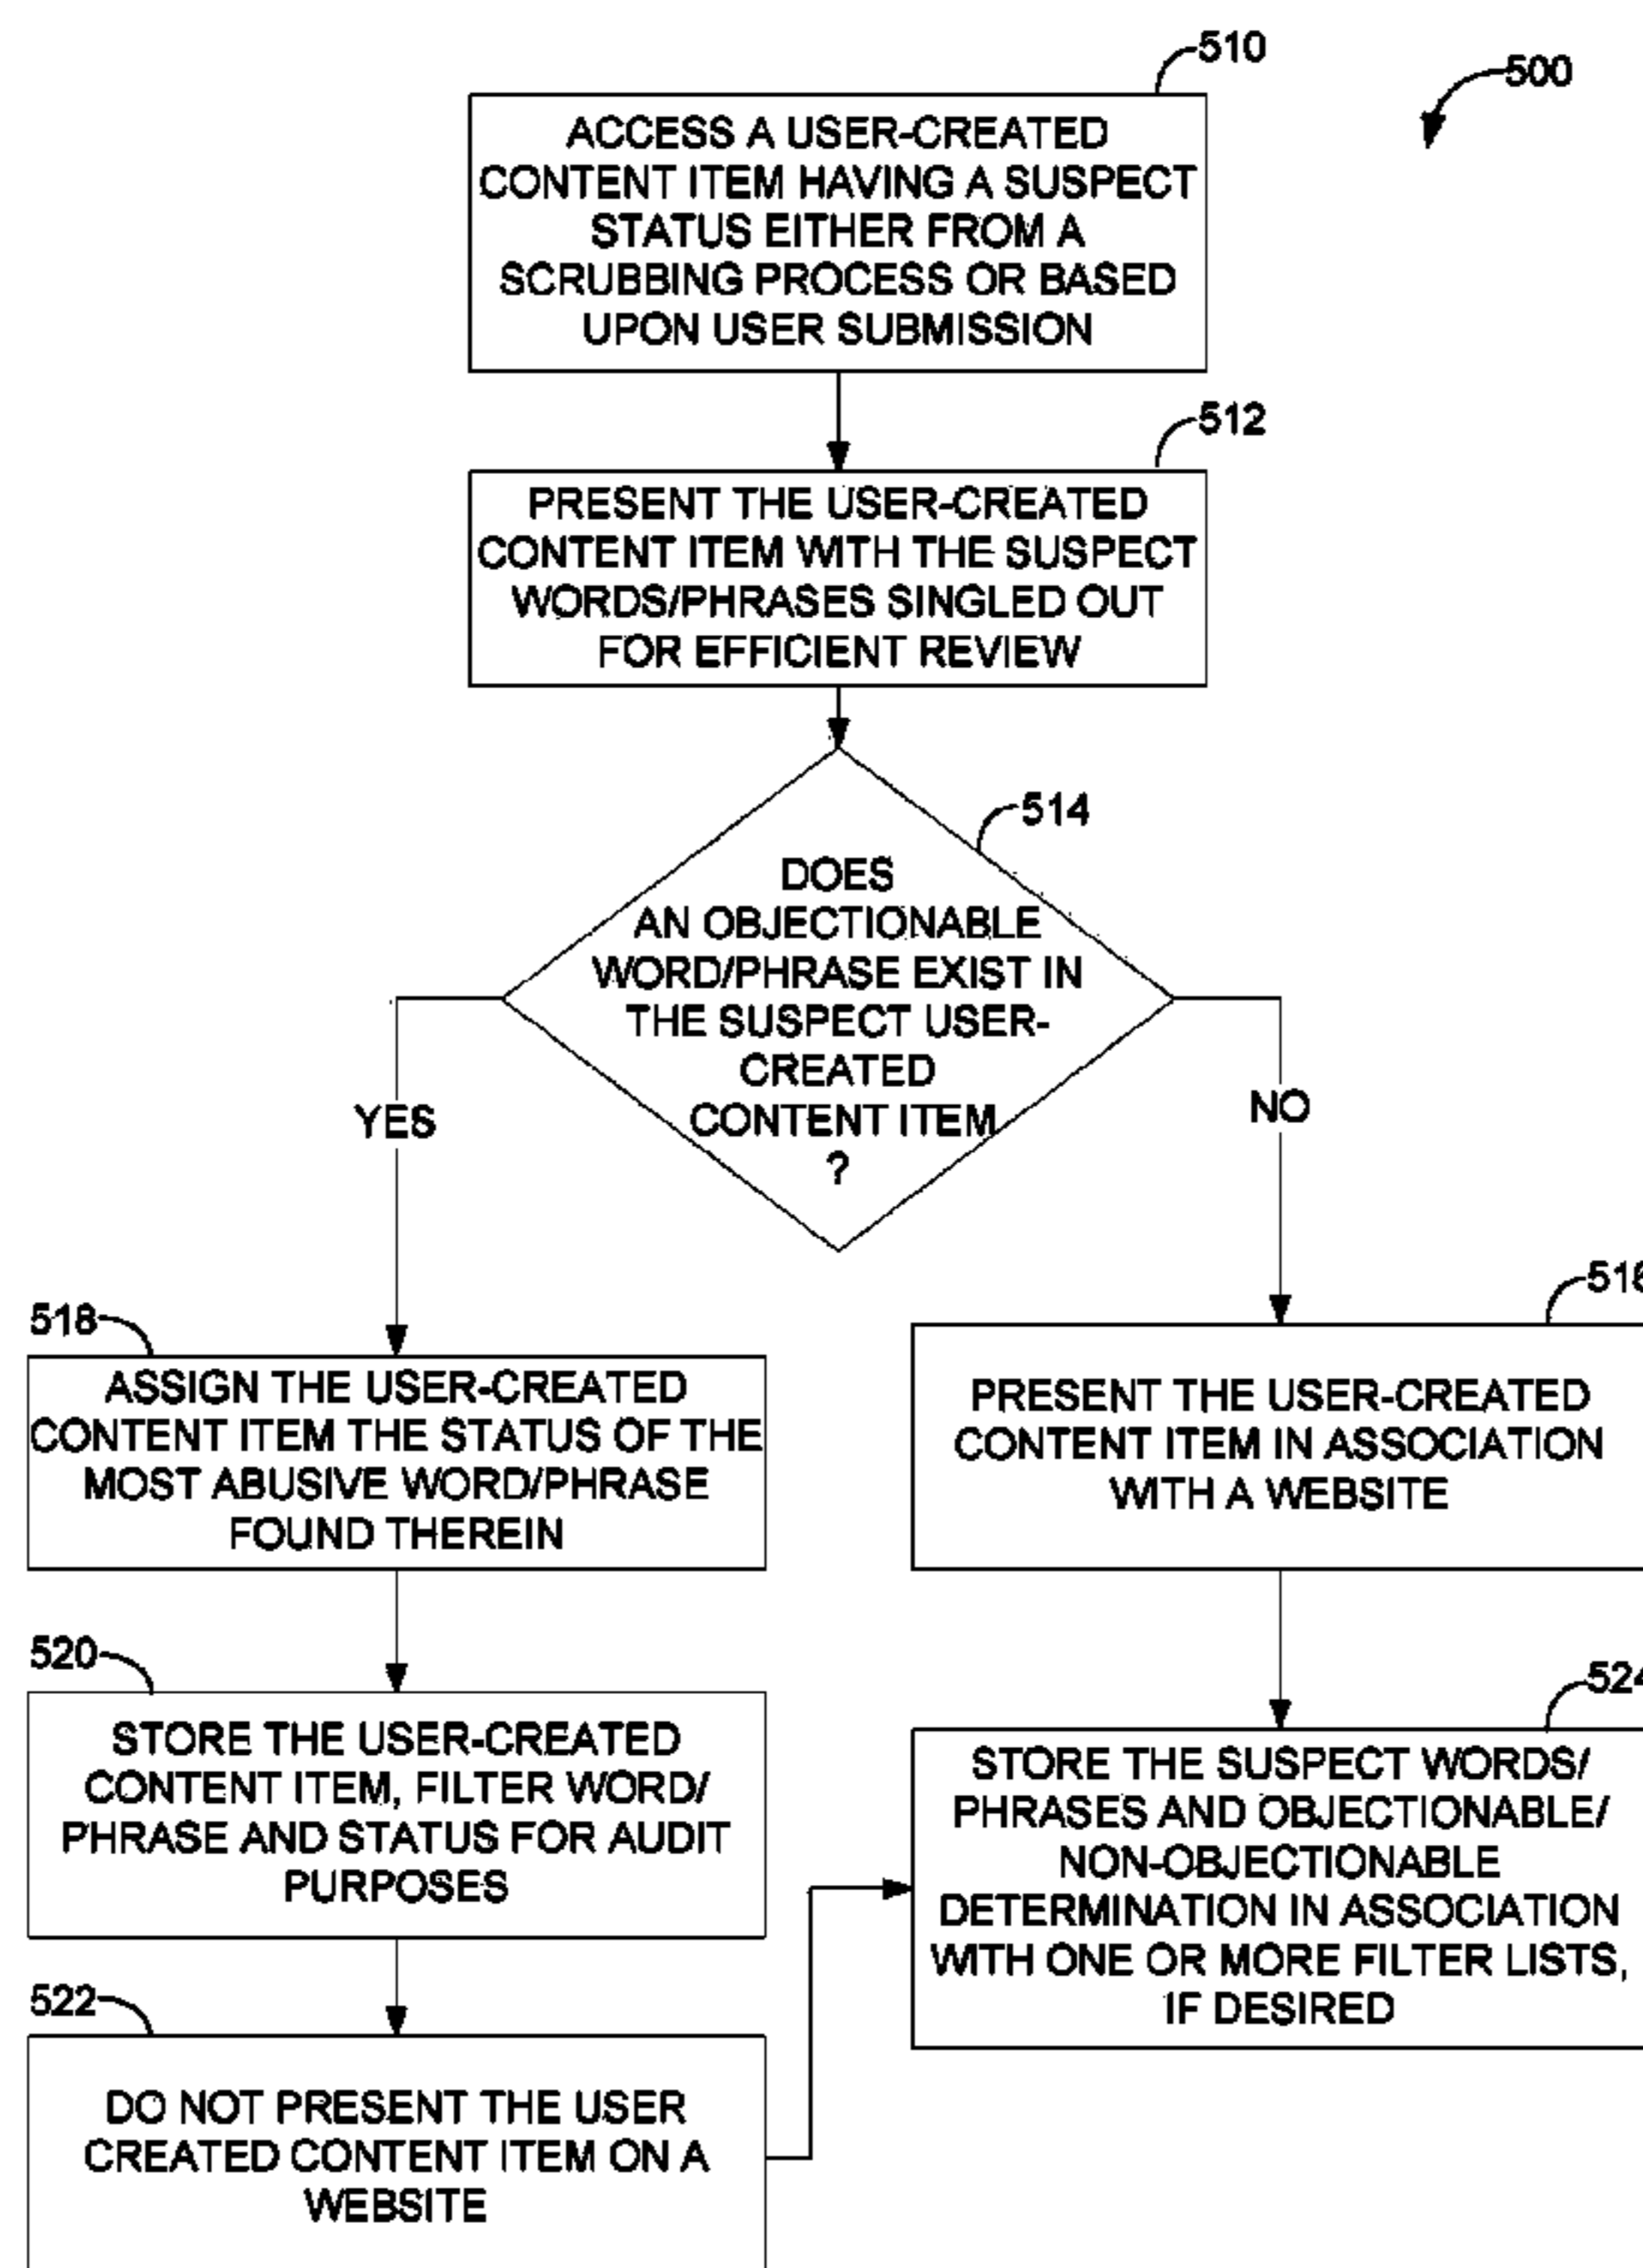 510
500
ACCESS A USER-CREATED
CONTENT ITEM HAVING A SUSPECT
STATUS EITHER FROM A
SCRUBBING PROCESS OR BASED
UPON USER SUBMISSION
512
PRESENT THE USER-CREATED
CONTENT ITEM WITH THE SUSPECT
WORDS/PHRASES SINGLED OUT
FOR EFFICIENT REVIEW
514
DOES
AN OBJECTIONABLE
WORD/PHRASE EXIST IN
THE SUSPECT USER-
CREATED
CONTENT ITEM
?
YES
NO
518
ASSIGN THE USER-CREATED
CONTENT ITEM THE STATUS OF THE
MOST ABUSIVE WORD/PHRASE
FOUND THEREIN
516
PRESENT THE USER-CREATED
CONTENT ITEM IN ASSOCIATION
WITH A WEBSITE
520
STORE THE USER-CREATED
CONTENT ITEM, FILTER WORD/
PHRASE AND STATUS FOR AUDIT
PURPOSES
522
DO NOT PRESENT THE USER
CREATED CONTENT ITEM ON A
WEBSITE
524
STORE THE SUSPECT WORDS/
PHRASES AND OBJECTIONABLE/
NON-OBJECTIONABLE
DETERMINATION IN ASSOCIATION
WITH ONE OR MORE FILTER LISTS,
IF DESIRED